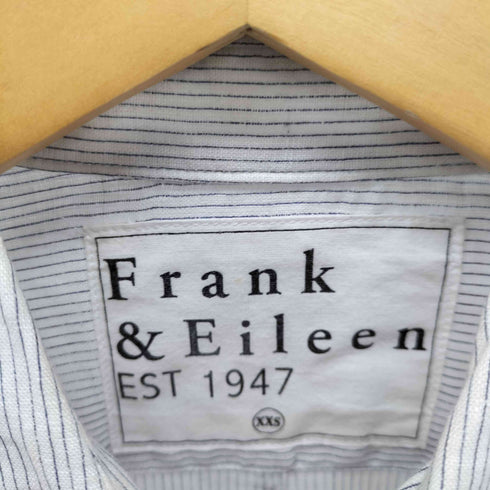 Frank
& Eileen
EST 1947
XXS